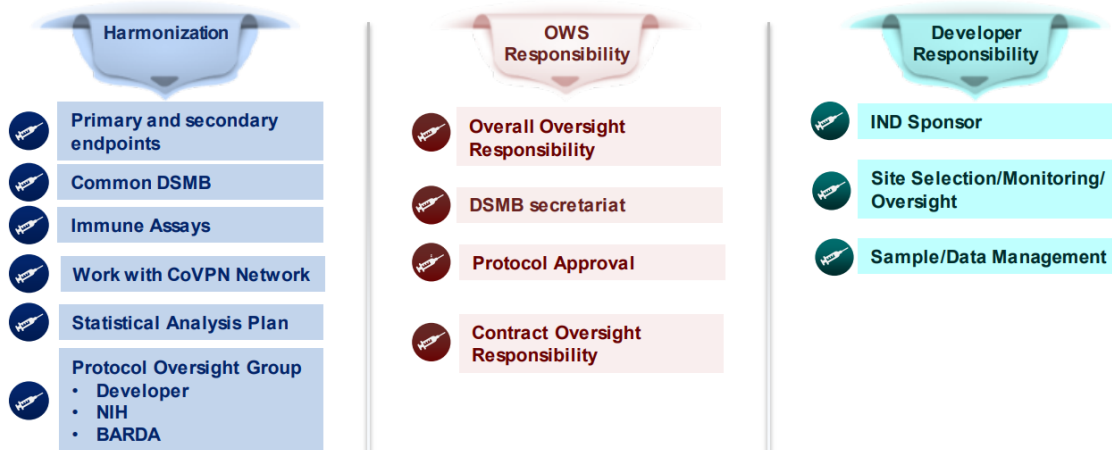 Harmonization
Primary and secondary
endpoints
Common DSMB
Immune Assays
Work with CoVPN Network
Statistical Analysis Plan
Protocol Oversight Group
• Developer
• NIH
• BARDA
OWS
Responsibility
Overall Oversight
Responsibility
DSMB secretariat
Protocol Approval
Contract Oversight
Responsibility
Developer
Responsibility
IND Sponsor
Site Selection/Monitoring/
Oversight
Sample/Data Management